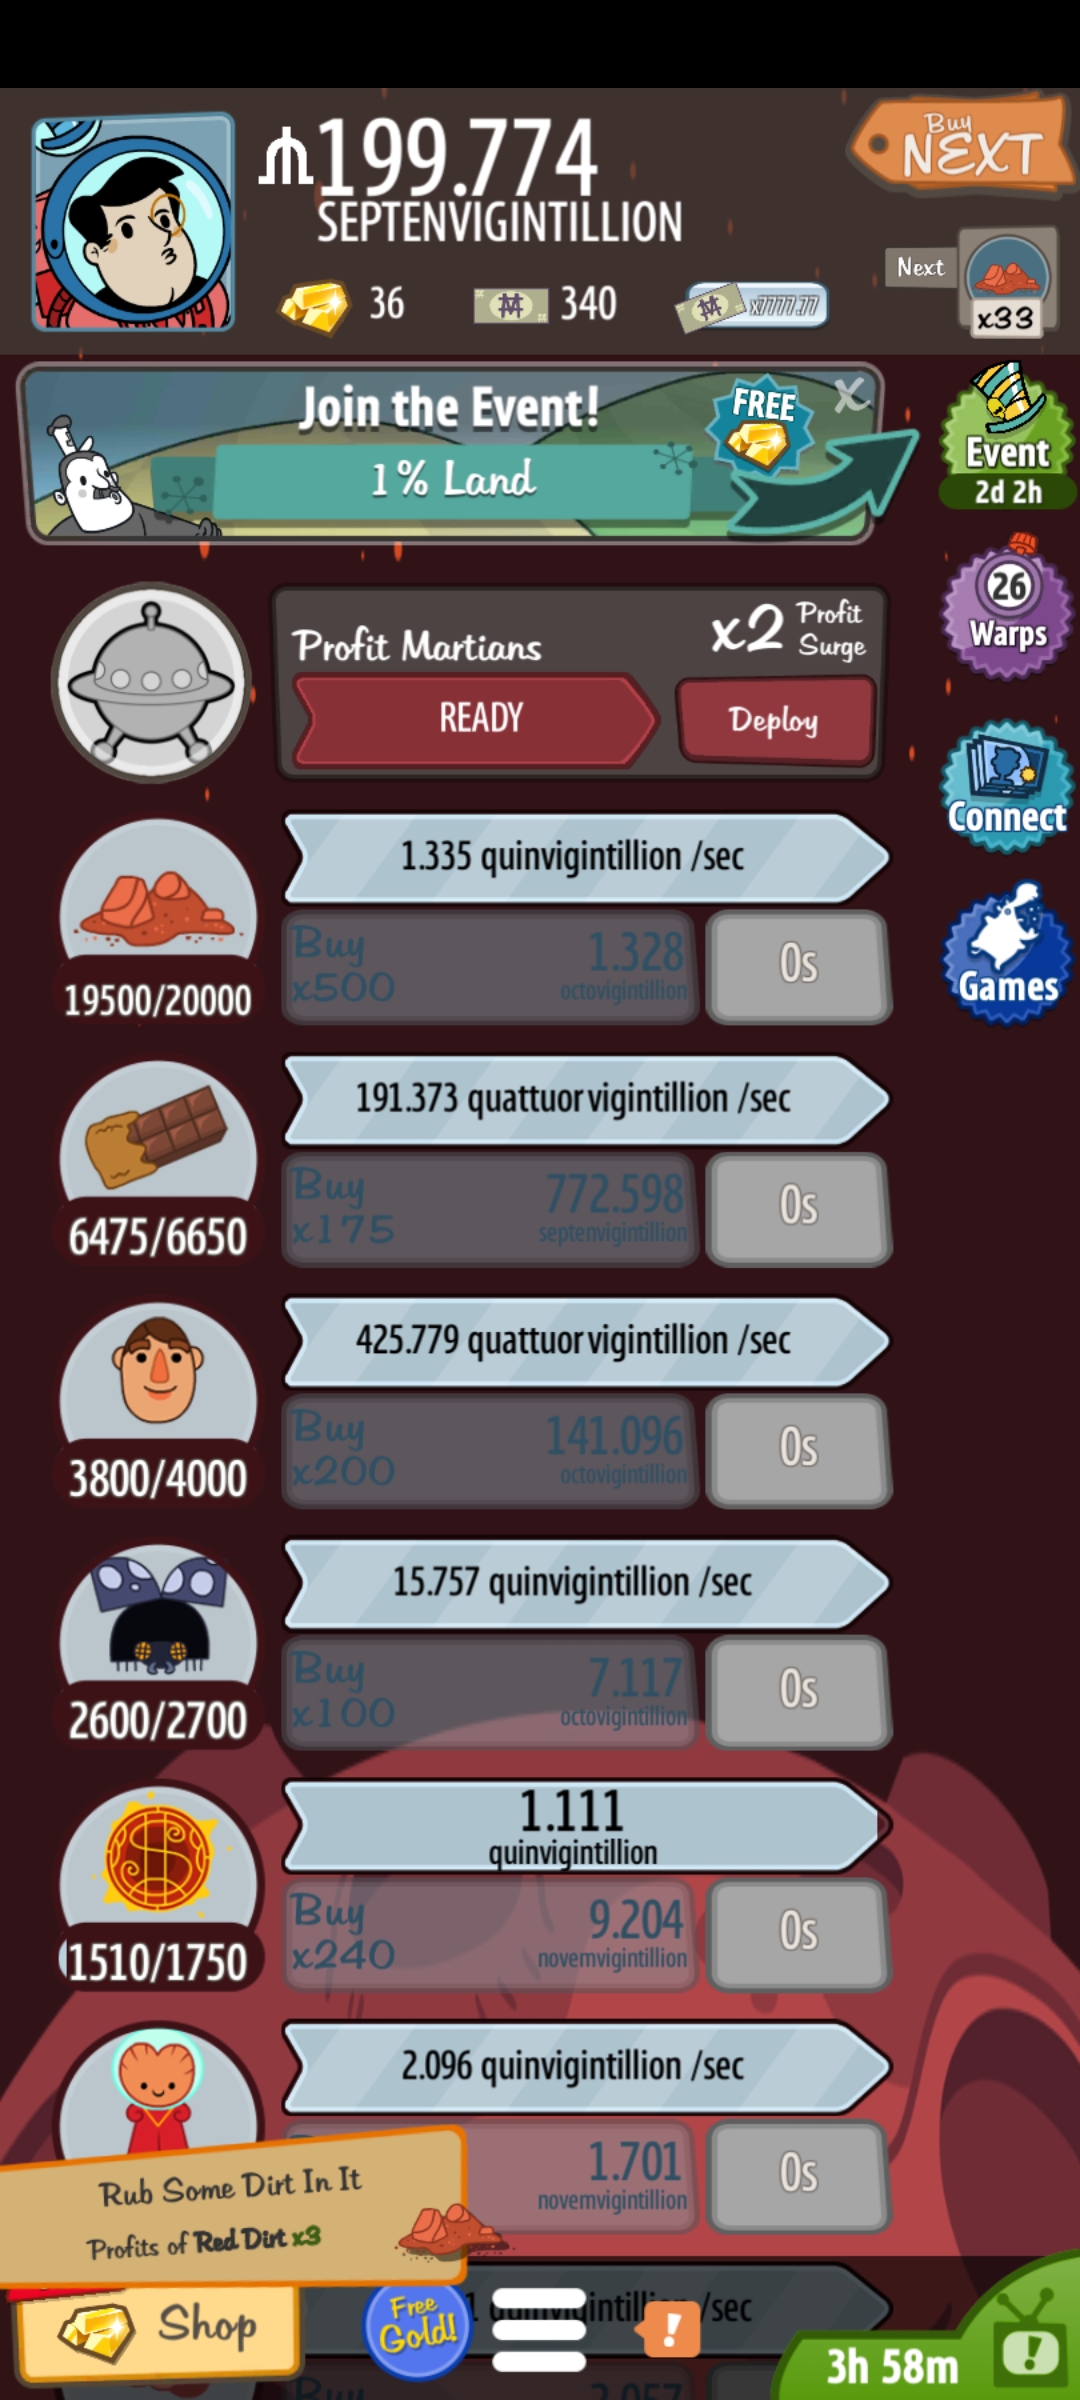 ₥199.774
SEPTENVIGINTILLION
Buy
NEXT
36
340
x7777.77
Next
x33
Join the Event!
1% Land
FREE
X
Event
2d 2h
26
Warps
Connect
Games
Profit Martians
x2 Profit
Surge
READY
Deploy
1.335 quinvigintillion /sec
Buy
x500
1.328
octovigintillion
0s
19500/20000
191.373 quattuorvigintillion /sec
Buy
x175
772.598
septenvigintillion
0s
6475/6650
425.779 quattuorvigintillion /sec
Buy
x200
141.096
octovigintillion
0s
3800/4000
15.757 quinvigintillion /sec
Buy
x100
7.117
octovigintillion
0s
2600/2700
1.111
quinvigintillion
Buy
x240
9.204
novemvigintillion
0s
1510/1750
2.096 quinvigintillion /sec
1.701
novemvigintillion
0s
Rub Some Dirt In It
Profits of Red Dirt x3
Shop
Free
Gold!
/sec
!
3h 58m
!
Buy